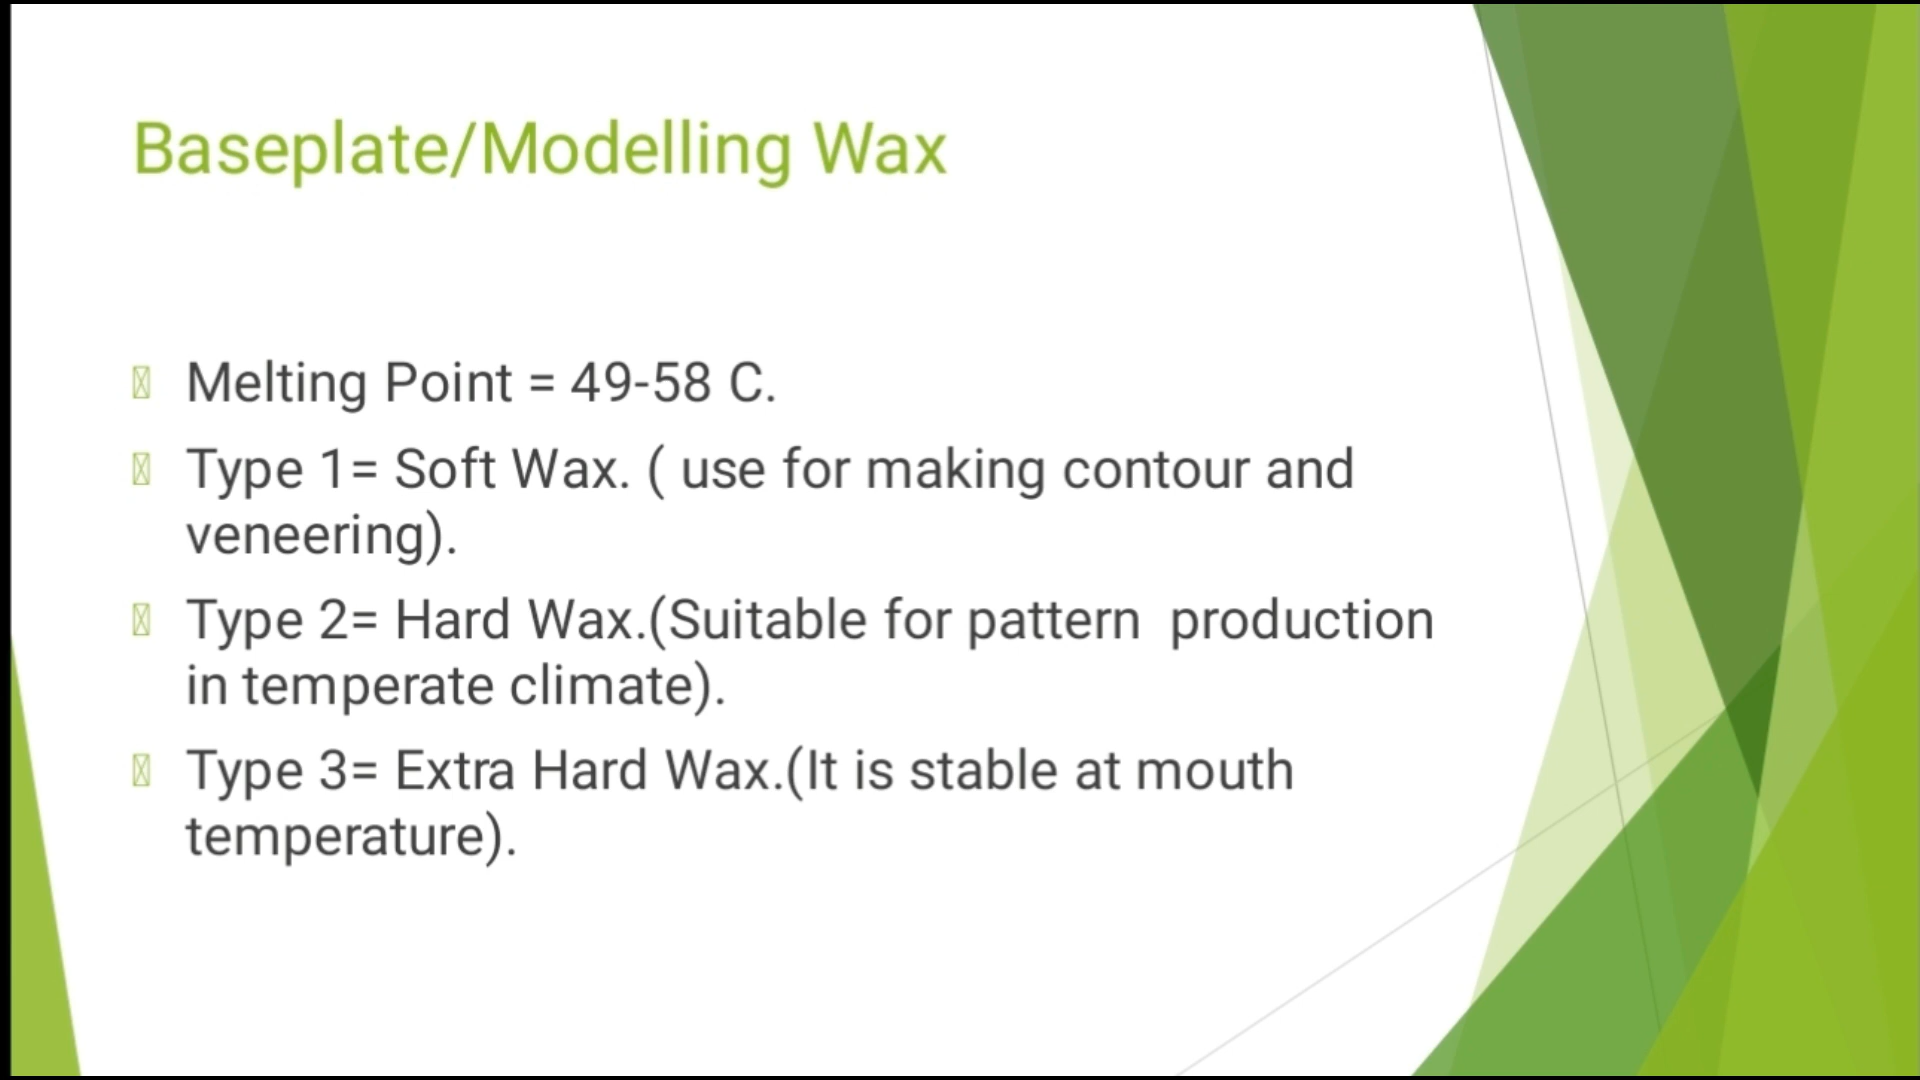 Baseplate/Modelling Wax
Melting Point = 49-58 C.
Type 1= Soft Wax. ( use for making contour and
veneering).
Type 2= Hard Wax.(Suitable for pattern  production
in temperate climate).
Type 3= Extra Hard Wax.(It is stable at mouth
temperature).